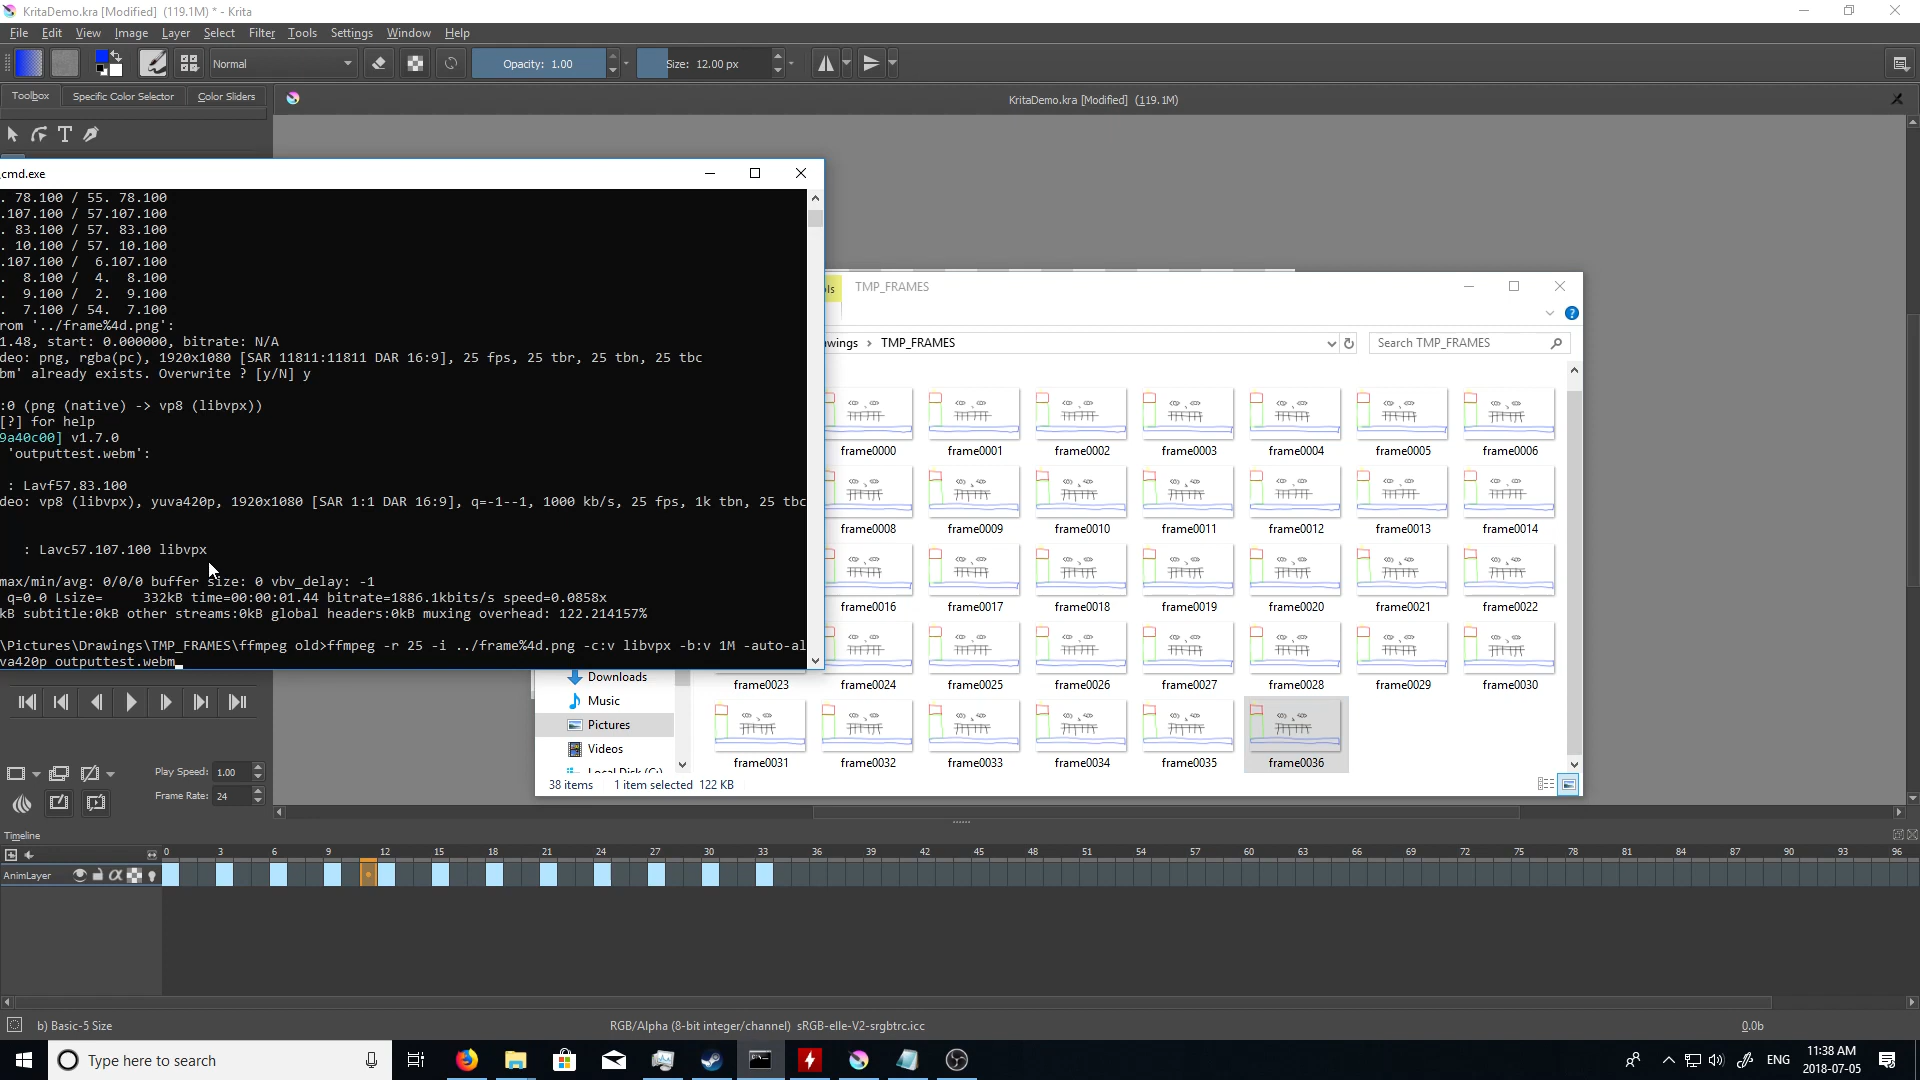 KritaDemo.kra [Modified] (119.1M) * - Krita
File Edit View Image Layer Select Filter Tools Settings Window Help
Normal Opacity: 1.00 Size: 12.00 px
Toolbox Specific Color Selector Color Sliders
KritaDemo.kra [Modified] (119.1M)
cmd.exe
. 78.100 / 55. 78.100
.107.100 / 57.107.100
. 83.100 / 57. 83.100
. 10.100 / 57. 10.100
.107.100 / 6.107.100
. 8.100 / 4. 8.100
. 9.100 / 2. 9.100
. 7.100 / 54. 7.100
rom '../frame%4d.png':
1.48, start: 0.000000, bitrate: N/A
deo: png, rgba(pc), 1920x1080 [SAR 11811:11811 DAR 16:9], 25 fps, 25 tbr, 25 tbn, 25 tbc
bm' already exists. Overwrite ? [y/N] y
:0 (png (native) -> vp8 (libvpx))
[?] for help
9a40c00] v1.7.0
'outputtest.webm':
: Lavf57.83.100
deo: vp8 (libvpx), yuva420p, 1920x1080 [SAR 1:1 DAR 16:9], q=-1--1, 1000 kb/s, 25 fps, 1k tbn, 25 tbc
: Lavc57.107.100 libvpx
max/min/avg: 0/0/0 buffer size: 0 vbv_delay: -1
q=0.0 Lsize= 332kB time=00:00:01.44 bitrate=1886.1kbits/s speed=0.0858x
kB subtitle:0kB other streams:0kB global headers:0kB muxing overhead: 122.214157%
\Pictures\Drawings\TMP_FRAMES\ffmpeg old>ffmpeg -r 25 -i ../frame%4d.png -c:v libvpx -b:v 1M -auto-al
va420p outputtest.webm
ls TMP_FRAMES
wings > TMP_FRAMES Search TMP_FRAMES
frame0000 frame0001 frame0002 frame0003 frame0004 frame0005 frame0006
frame0008 frame0009 frame0010 frame0011 frame0012 frame0013 frame0014
frame0016 frame0017 frame0018 frame0019 frame0020 frame0021 frame0022
frame0023 frame0024 frame0025 frame0026 frame0027 frame0028 frame0029 frame0030
frame0031 frame0032 frame0033 frame0034 frame0035 frame0036
Downloads
Music
Pictures
Videos
Local Disk (C:)
38 items 1 item selected 122 KB
Play Speed: 1.00
Frame Rate: 24
Timeline
0 3 6 9 12 15 18 21 24 27 30 33 36 39 42 45 48 51 54 57 60 63 66 69 72 75 78 81 84 87 90 93 96
AnimLayer
b) Basic-5 Size RGB/Alpha (8-bit integer/channel) sRGB-elle-V2-srgbtrc.icc 0.0b
Type here to search ENG 11:38 AM
2018-07-05